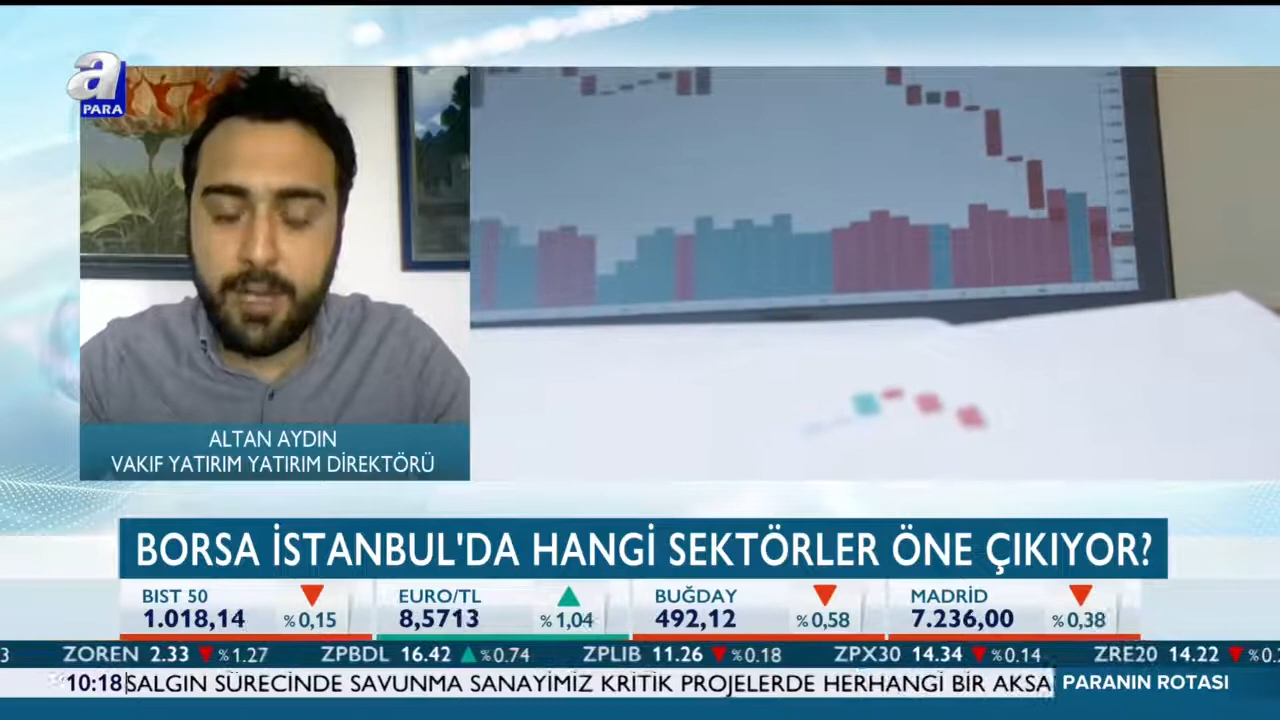 a
PARA
ALTAN AYDIN
VAKIF YATIRIM YATIRIM DİREKTÖRÜ
BORSA İSTANBUL'DA HANGİ SEKTÖRLER ÖNE ÇIKIYOR?
BIST 50 1.018,14 %0,15
EURO/TL 8,5713 %1,04
BUĞDAY 492,12 %0,58
MADRİD 7.236,00 %0,38
3 ZOREN 2.33 %1.27 ZPBDL 16.42 %0.74 ZPLIB 11.26 %0.18 ZPX30 14.34 %0.14 ZRE20 14.22 %0.2
10:18 SALGIN SÜRECİNDE SAVUNMA SANAYİMİZ KRİTİK PROJELERDE HERHANGİ BİR AKSA PARANIN ROTASI